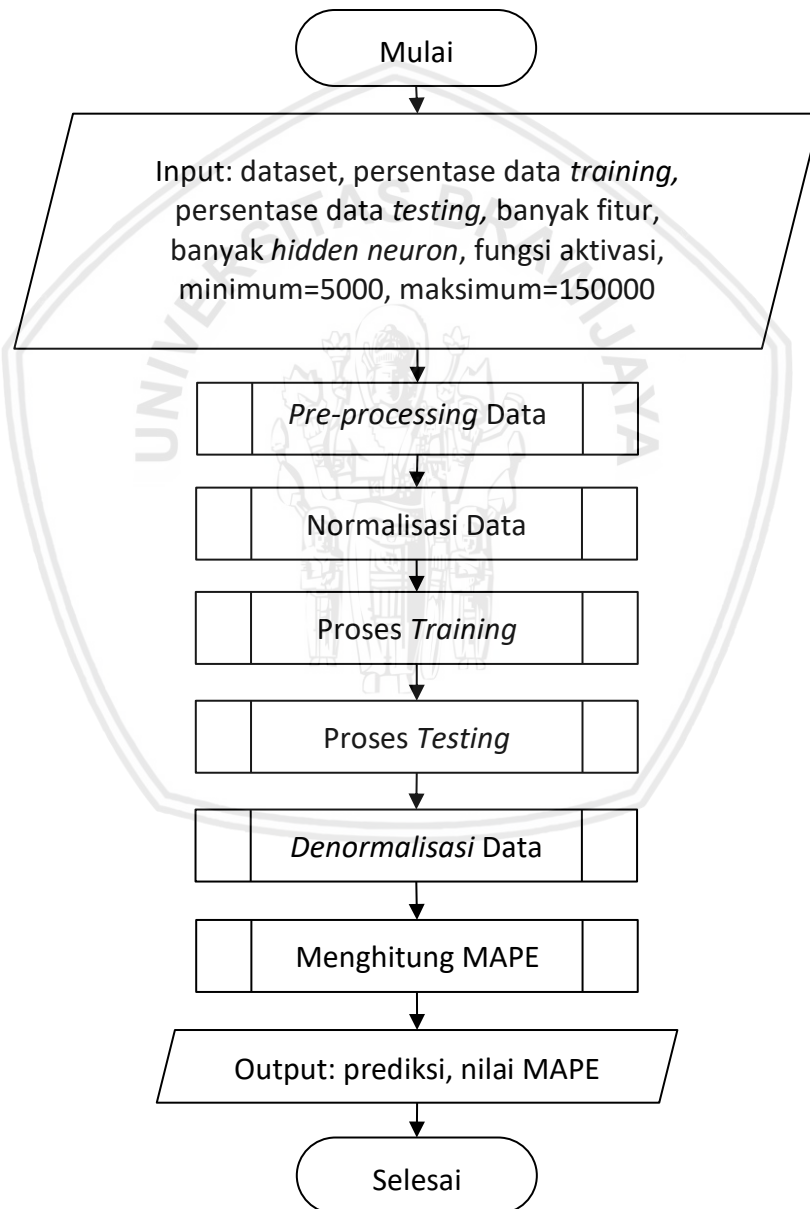 Mulai
Input: dataset, persentase data training,
persentase data testing, banyak fitur,
banyak hidden neuron, fungsi aktivasi,
minimum=5000, maksimum=150000
UNIVERSITAS BRAWIJAYA
Pre-processing Data
Normalisasi Data
Proses Training
Proses Testing
Denormalisasi Data
Menghitung MAPE
Output: prediksi, nilai MAPE
Selesai